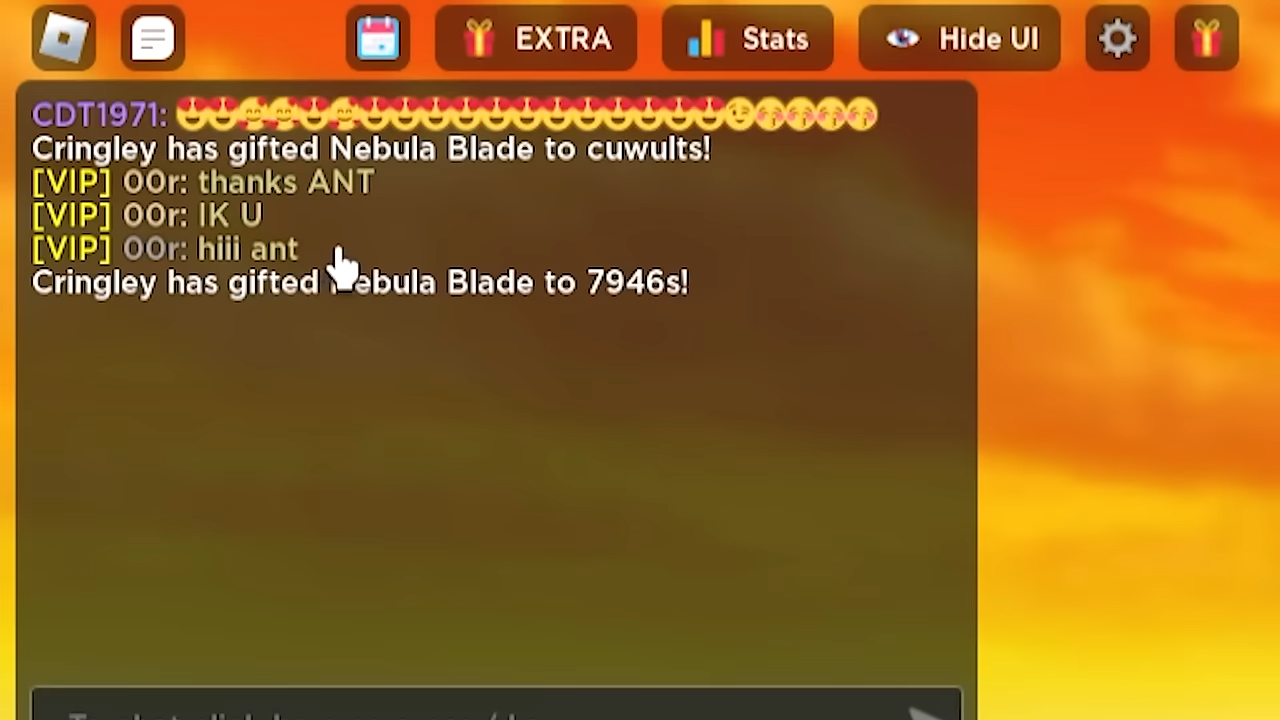 EXTRA
Stats
Hide UI
CDT1971: 😍😍🥰🥰😍🥰😍😍😍😍😍😍😍😍😍😍😍😍😉😚😚😚😚
Cringley has gifted Nebula Blade to cuwults!
[VIP] 00r: thanks ANT
[VIP] 00r: IK U
[VIP] 00r: hiii ant
Cringley has gifted Nebula Blade to 7946s!